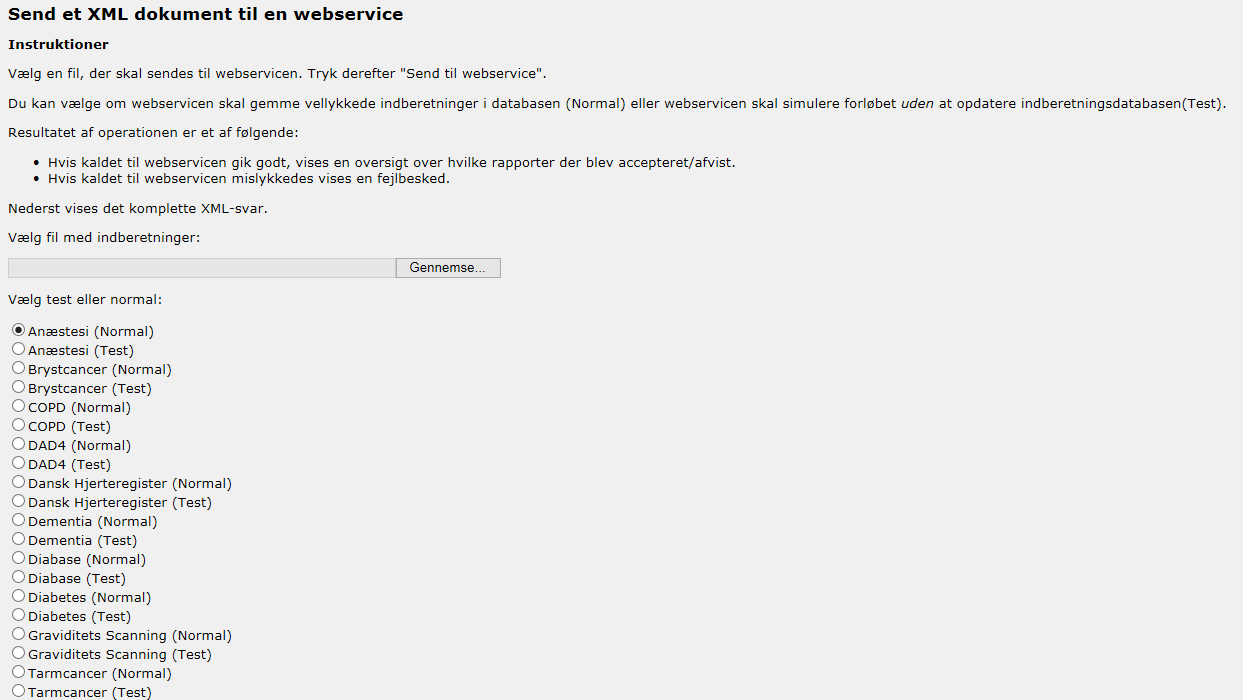 Send et XML dokument til en webservice
Instruktioner
Vælg en fil, der skal sendes til webservicen. Tryk derefter "Send til webservice".
Du kan vælge om webservicen skal gemme vellykkede indberetninger i databasen (Normal) eller webservicen skal simulere forløbet uden at opdatere indberetningsdatabasen(Test).
Resultatet af operationen er et af følgende:
Hvis kaldet til webservicen gik godt, vises en oversigt over hvilke rapporter der blev accepteret/afvist.
Hvis kaldet til webservicen mislykkedes vises en fejlbesked.
Nederst vises det komplette XML-svar.
Vælg fil med indberetninger:
Gennemse...
Vælg test eller normal:
Anæstesi (Normal)
Anæstesi (Test)
Brystcancer (Normal)
Brystcancer (Test)
COPD (Normal)
COPD (Test)
DAD4 (Normal)
DAD4 (Test)
Dansk Hjerteregister (Normal)
Dansk Hjerteregister (Test)
Dementia (Normal)
Dementia (Test)
Diabase (Normal)
Diabase (Test)
Diabetes (Normal)
Diabetes (Test)
Graviditets Scanning (Normal)
Graviditets Scanning (Test)
Tarmcancer (Normal)
Tarmcancer (Test)